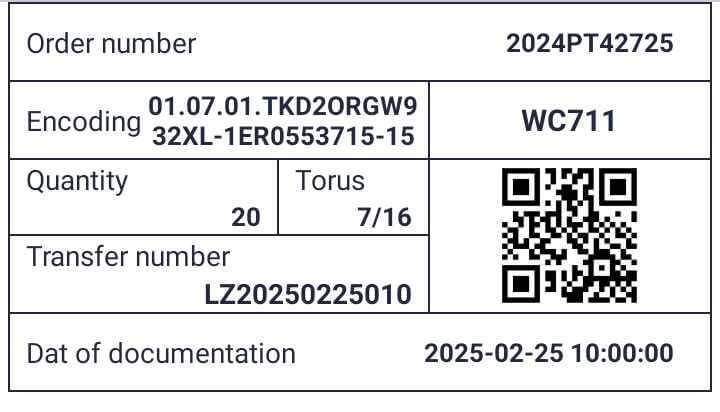 Order number 2024PT42725
Encoding 01.07.01.TKD2ORGW9
32XL-1ER0553715-15
WC711
Quantity
20
Torus
7/16
Transfer number
LZ20250225010
Dat of documentation 2025-02-25 10:00:00